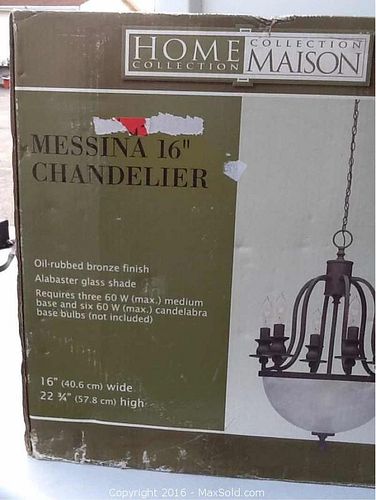 HOME
COLLECTION
COLLECTION
MAISON
MESSINA 16"
CHANDELIER
Oil-rubbed bronze finish
Alabaster glass shade
Requires three 60 W (max.) medium
base and six 60 W (max.) candelabra
base bulbs (not included)
16" (40.6 cm) wide
22 ¾" (57.8 cm) high
Copyright 2016 - MaxSold.com